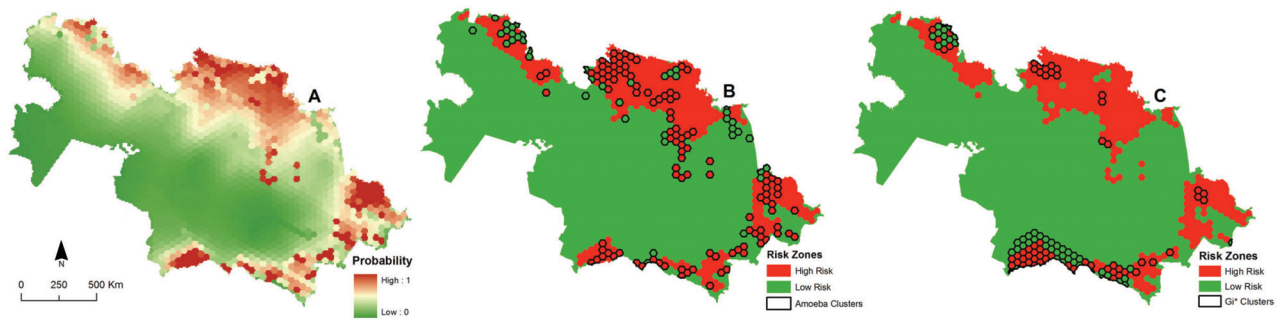 A
N
0 250 500 Km
Probability
High : 1
Low : 0
B
Risk Zones
High Risk
Low Risk
Amoeba Clusters
C
Risk Zones
High Risk
Low Risk
Gi* Clusters